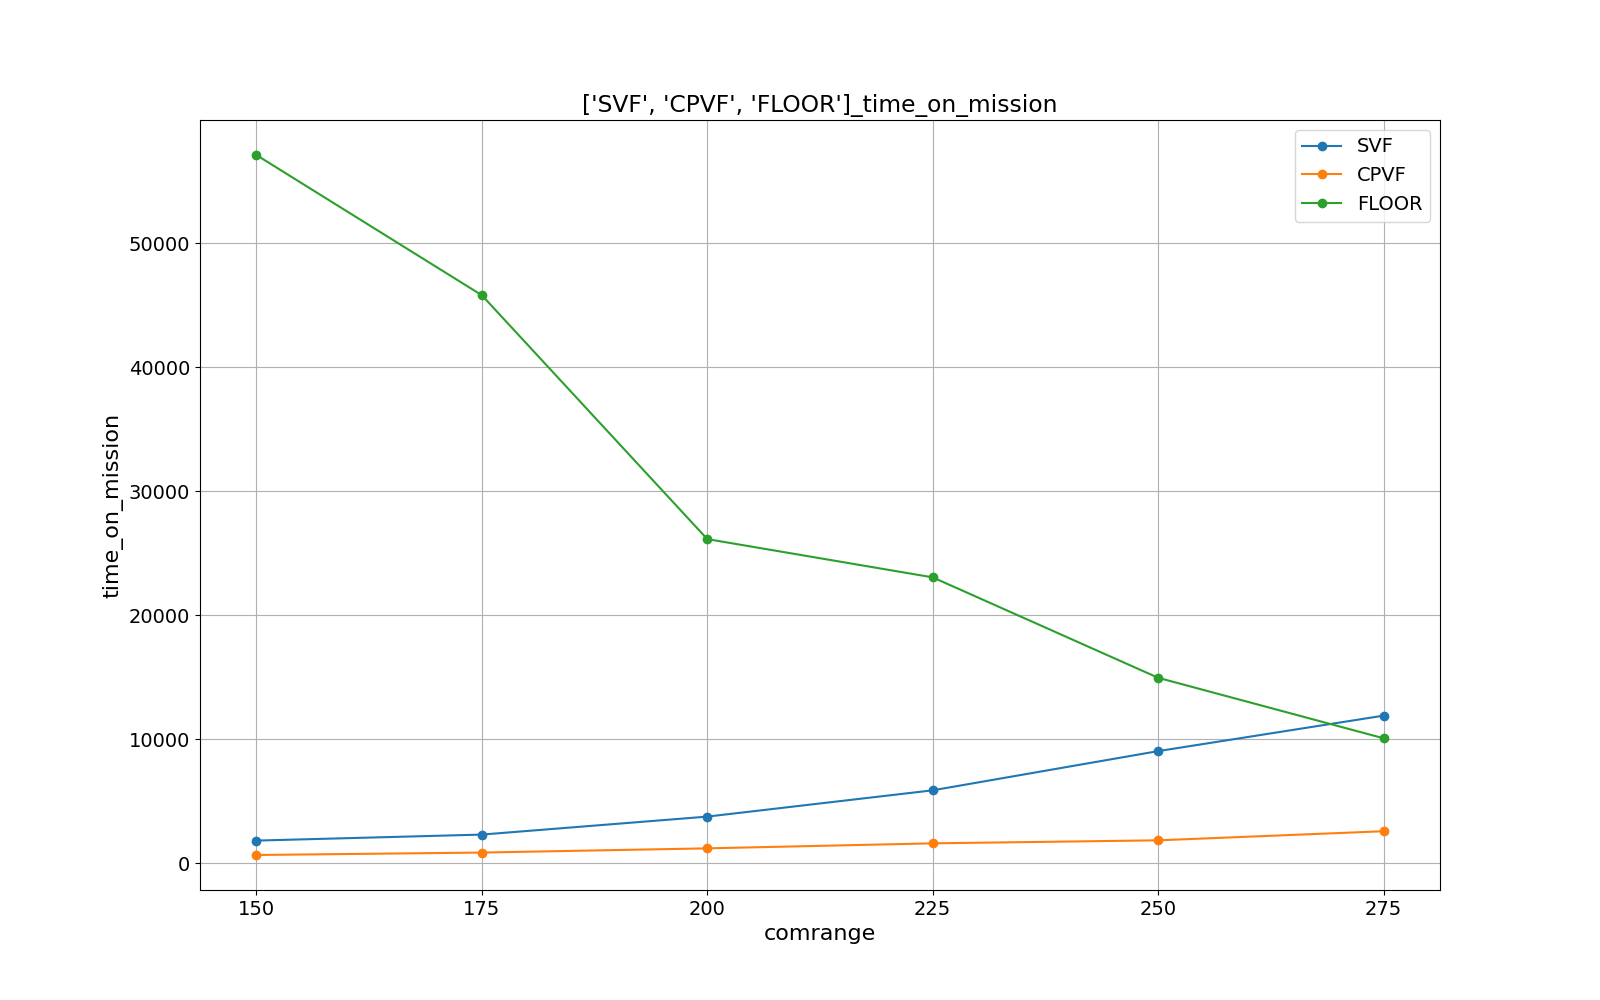 ['SVF', 'CPVF', 'FLOOR']_time_on_mission
SVF
CPVF
FLOOR
time_on_mission
50000
40000
30000
20000
10000
0
150 175 200 225 250 275
comrange